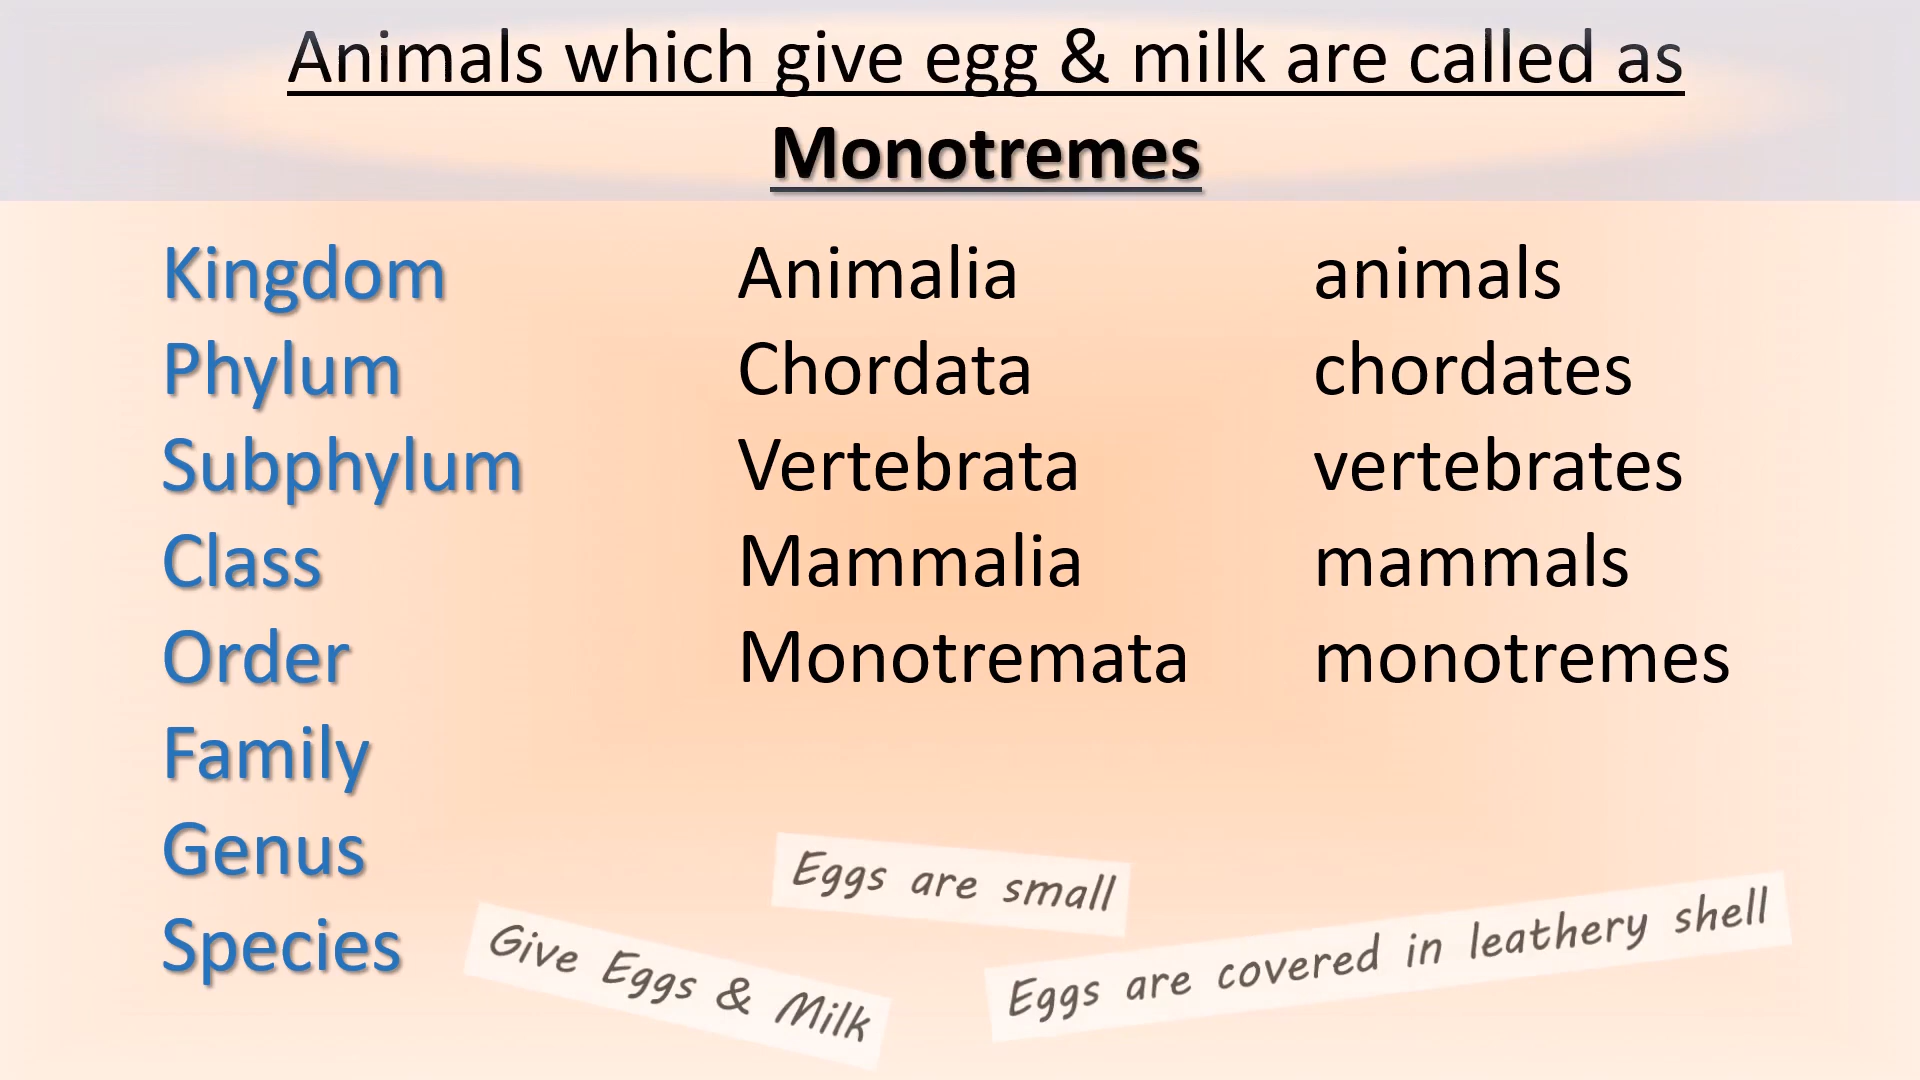 Animals which give egg & milk are called as
Monotremes
Kingdom Animalia animals
Phylum Chordata chordates
Subphylum Vertebrata vertebrates
Class Mammalia mammals
Order Monotremata monotremes
Family
Genus
Species
Eggs are small
Give Eggs & Milk
Eggs are covered in leathery shell